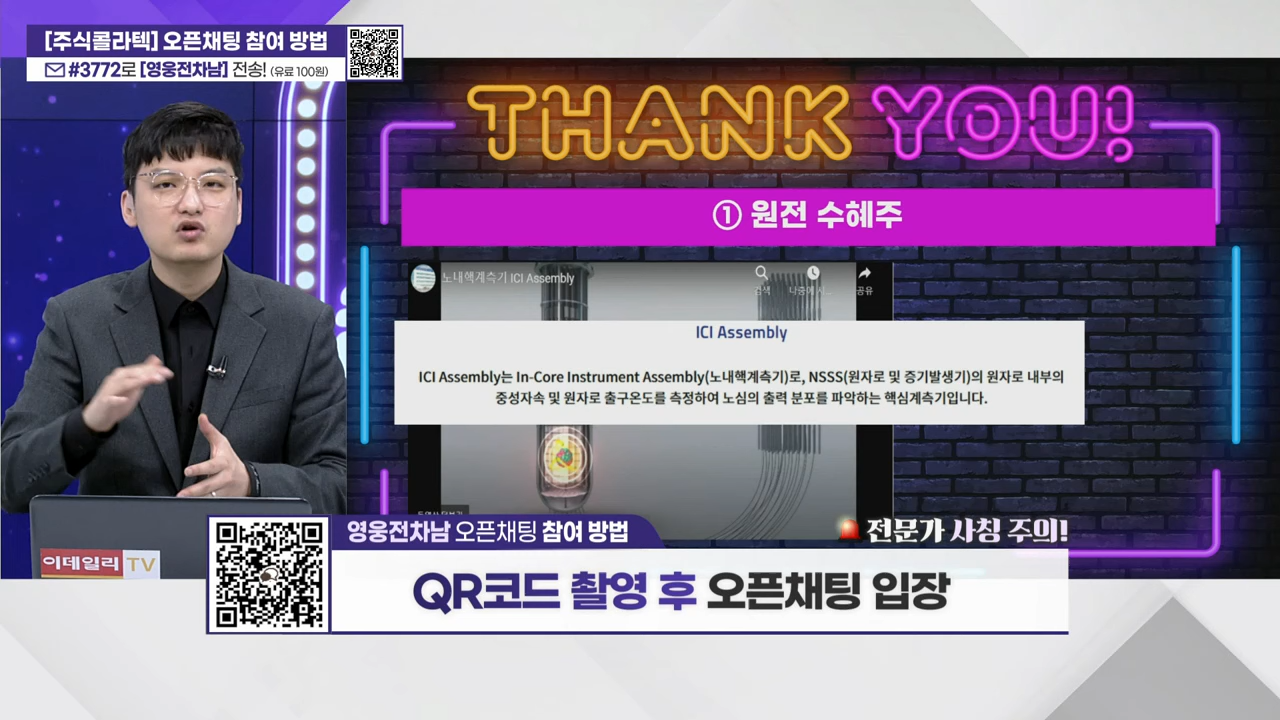 [주식콜라텍] 오픈채팅 참여 방법
#3772로 [영웅전차남] 전송! (유료 100원)
THANK YOU!
① 원전 수혜주
노내핵계측기 ICI Assembly
검색
공유
ICI Assembly
ICI Assembly는 In-Core Instrument Assembly(노내핵계측기)로, NSSS(원자로 및 증기발생기)의 원자로 내부의
중성자속 및 원자로 출구온도를 측정하여 노심의 출력 분포를 파악하는 핵심계측기입니다.
이데일리 TV
영웅전차남 오픈채팅 참여 방법
전문가 사칭 주의!
QR코드 촬영 후 오픈채팅 입장